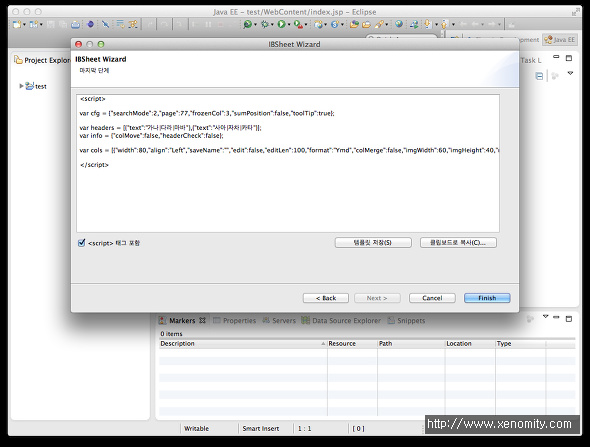 Java EE - test/WebContent/index.jsp - Eclipse
Java EE
Project Explor
Task L
test
IBSheet Wizard
IBSheet Wizard
마지막 단계
<script>
var cfg = {"searchMode":2,"page":77,"frozenCol":3,"sumPosition":false,"toolTip":true};
var headers = [{"text":"가나|다라|마바"},{"text":"사아|자차|카타"}];
var info = {"colMove":false,"headerCheck":false};
var cols = [{"width":80,"align":"Left","saveName":"","edit":false,"editLen":100,"format":"Ymd","colMerge":false,"imgWidth":60,"imgHeight":40,"
</script>
<script> 태그 포함
템플릿 저장(S)
클립보드로 복사(C)...
< Back
Next >
Cancel
Finish
Markers
Properties
Servers
Data Source Explorer
Snippets
0 items
Description
Resource
Path
Location
Type
Writable
Smart Insert
1 : 1
[ 0 ]
http://www.xenomity.com